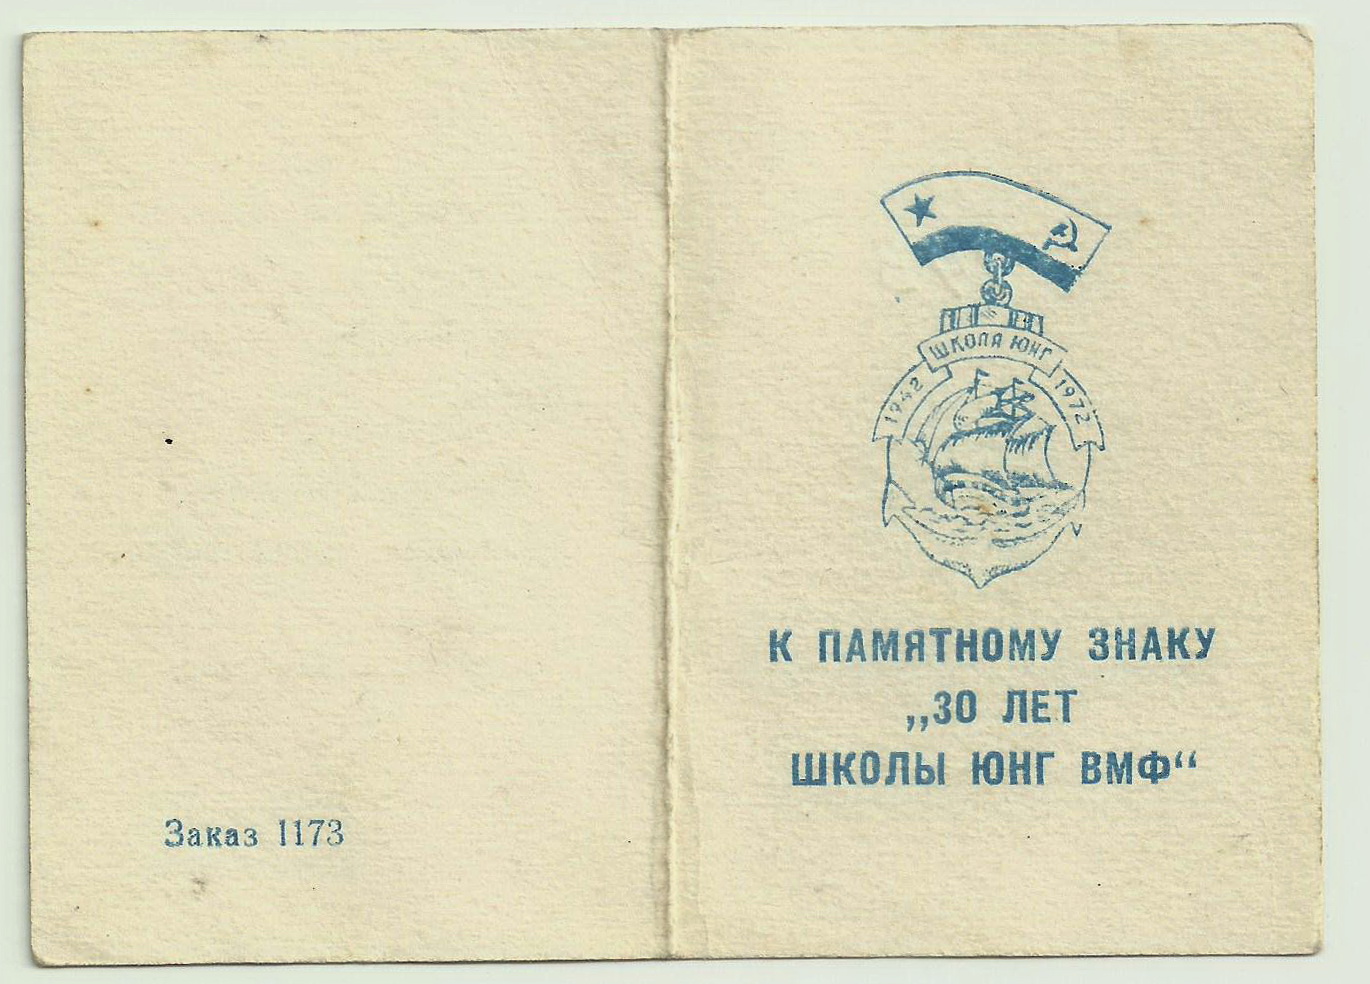 Заказ 1173
ШКОЛА ЮНГ
1942 1972
К ПАМЯТНОМУ ЗНАКУ
„30 ЛЕТ
ШКОЛЫ ЮНГ ВМФ“